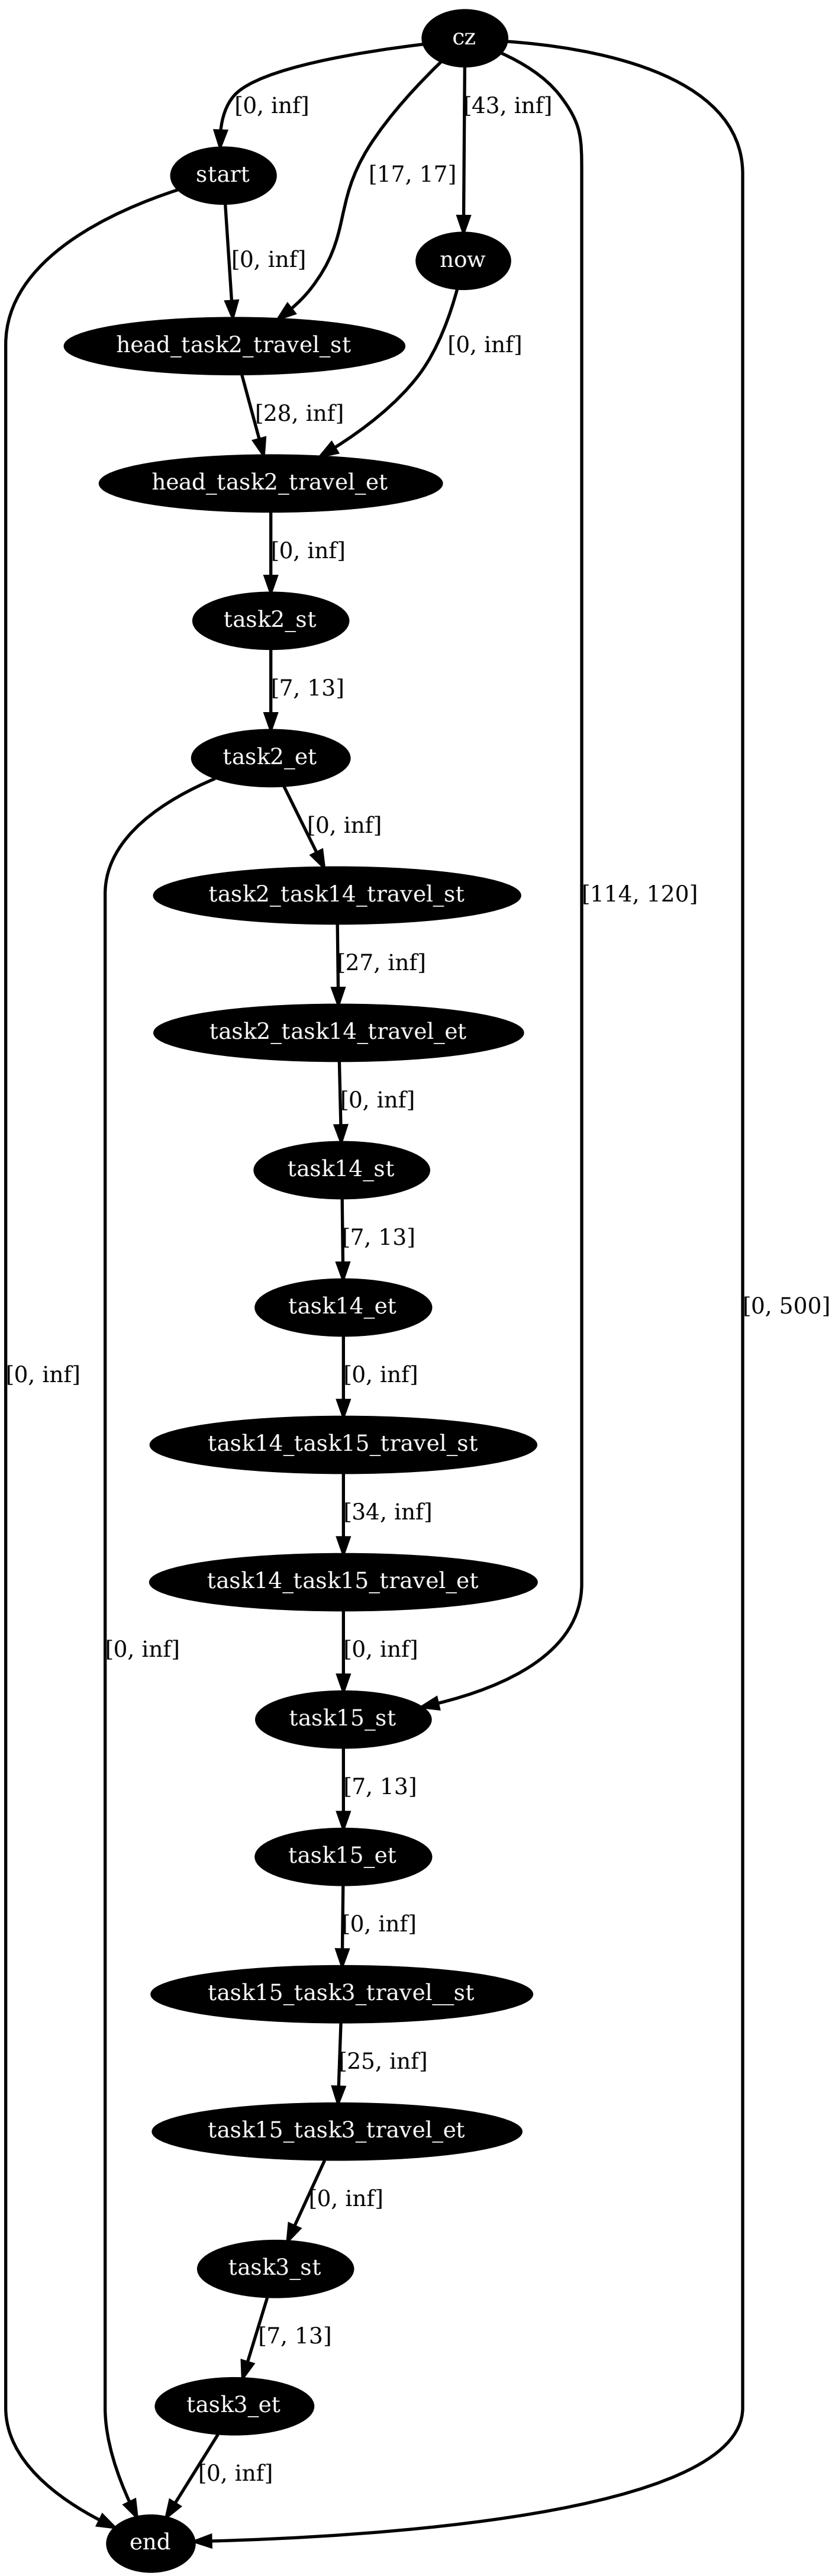 cz
[0, inf]
[43, inf]
start
[17, 17]
now
[0, inf]
head_task2_travel_st
[0, inf]
[28, inf]
head_task2_travel_et
[0, inf]
task2_st
[7, 13]
task2_et
[0, inf]
task2_task14_travel_st
[114, 120]
[27, inf]
task2_task14_travel_et
[0, inf]
task14_st
[7, 13]
task14_et
[0, 500]
[0, inf]
[0, inf]
task14_task15_travel_st
[34, inf]
task14_task15_travel_et
[0, inf]
[0, inf]
task15_st
[7, 13]
task15_et
[0, inf]
task15_task3_travel__st
[25, inf]
task15_task3_travel_et
[0, inf]
task3_st
[7, 13]
task3_et
[0, inf]
end